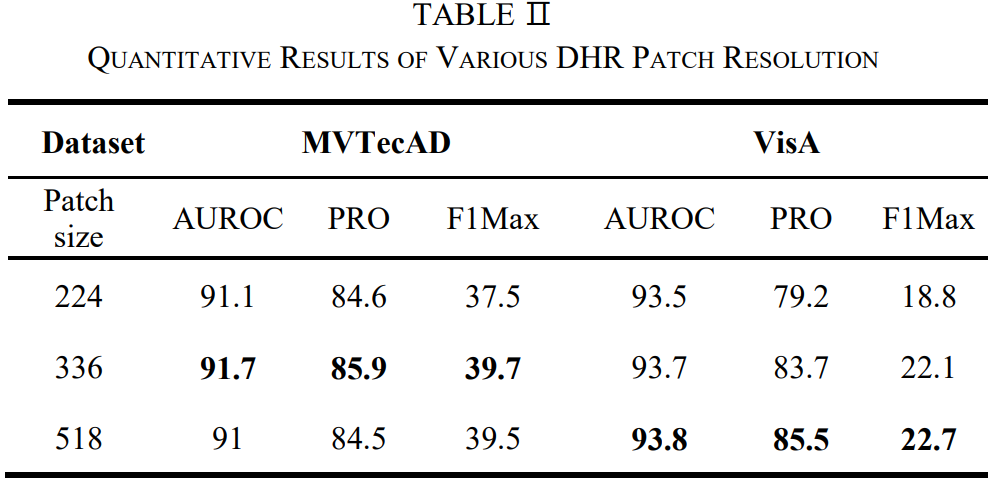 TABLE Ⅱ
QUANTITATIVE RESULTS OF VARIOUS DHR PATCH RESOLUTION
Dataset MVTecAD VisA
Patch size AUROC PRO F1Max AUROC PRO F1Max
224 91.1 84.6 37.5 93.5 79.2 18.8
336 91.7 85.9 39.7 93.7 83.7 22.1
518 91 84.5 39.5 93.8 85.5 22.7